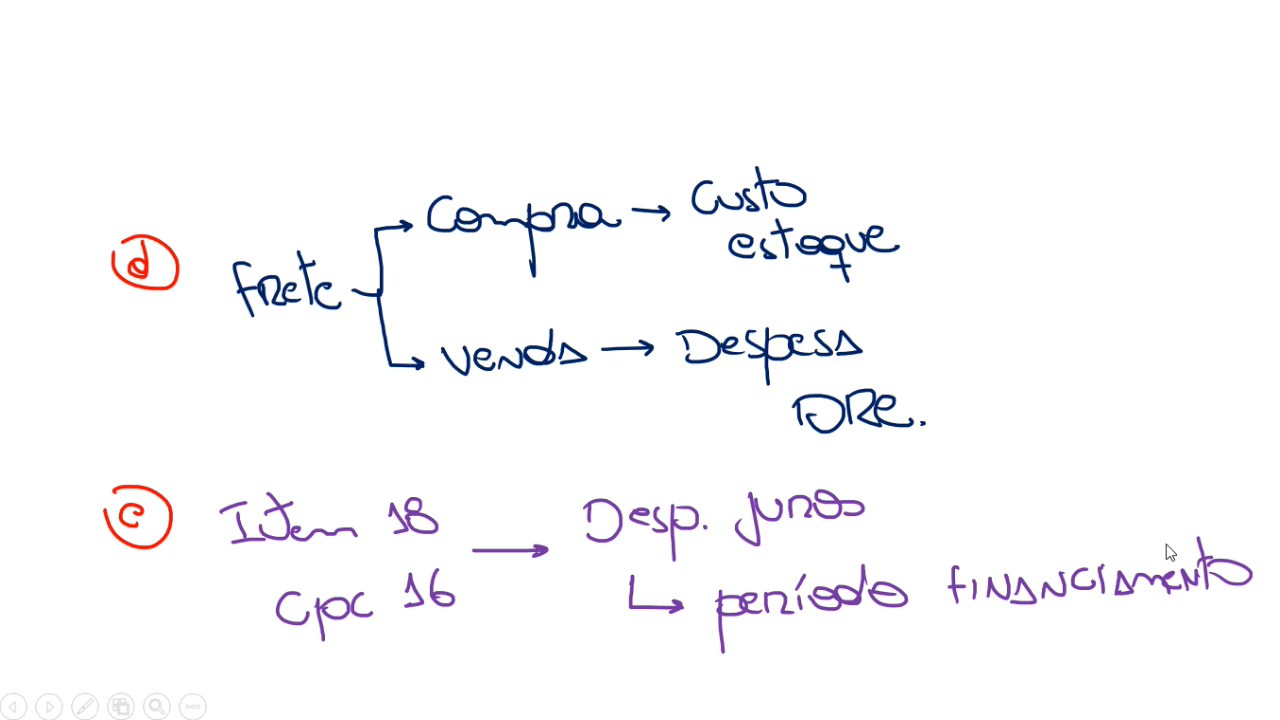 d
Frete
Compra → Custo
estoque
Venda → Despesa
DRE.
e
Item 18 → Desp. juros
CPC 16
período financiamento